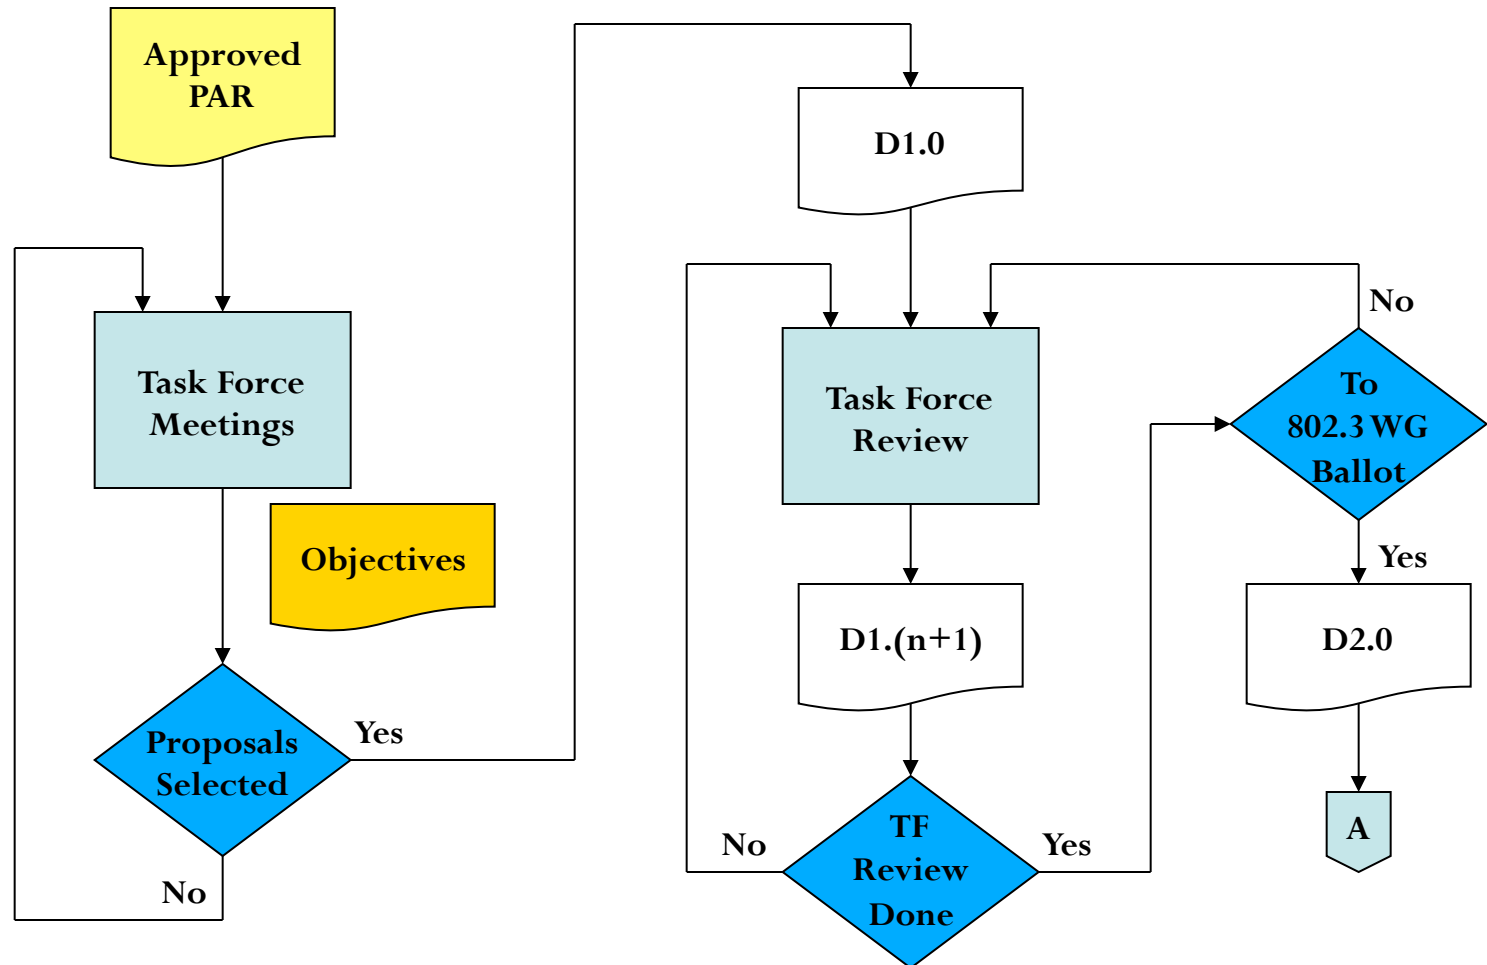 Approved
PAR
Task Force
Meetings
Objectives
Proposals
Selected
Yes
No
D1.0
Task Force
Review
D1.(n+1)
TF
Review
Done
No
Yes
To
802.3 WG
Ballot
No
Yes
D2.0
A